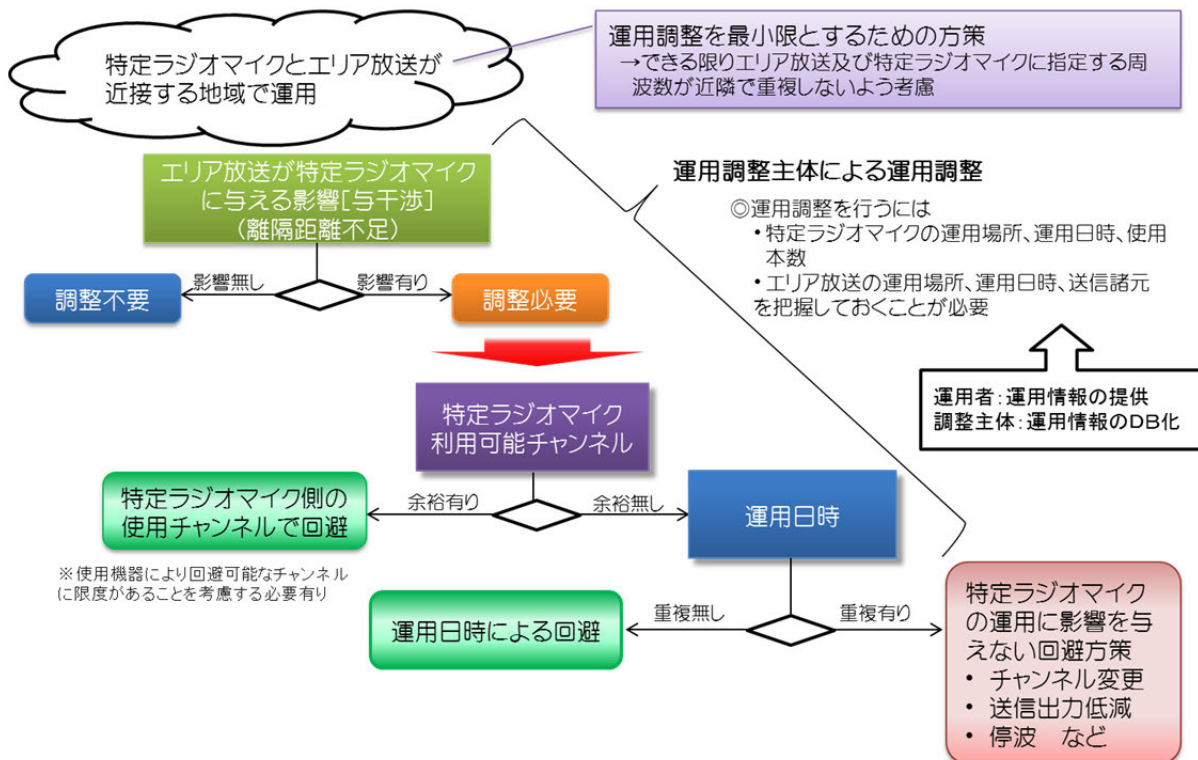 特定ラジオマイクとエリア放送が
近接する地域で運用
運用調整を最小限とするための方策
→できる限りエリア放送及び特定ラジオマイクに指定する周
波数が近隣で重複しないよう考慮
エリア放送が特定ラジオマイク
に与える影響[与干渉]
(離隔距離不足)
運用調整主体による運用調整
◎運用調整を行うには
・特定ラジオマイクの運用場所、運用日時、使用
本数
・エリア放送の運用場所、運用日時、送信諸元
を把握しておくことが必要
調整不要
影響無し
影響有り
調整必要
運用者：運用情報の提供
調整主体：運用情報のDB化
特定ラジオマイク
利用可能チャンネル
特定ラジオマイク側の
使用チャンネルで回避
余裕有り
余裕無し
運用日時
※使用機器により回避可能なチャンネル
に限度があることを考慮する必要有り
運用日時による回避
重複無し
重複有り
特定ラジオマイク
の運用に影響を与
えない回避方策
• チャンネル変更
• 送信出力低減
• 停波　など